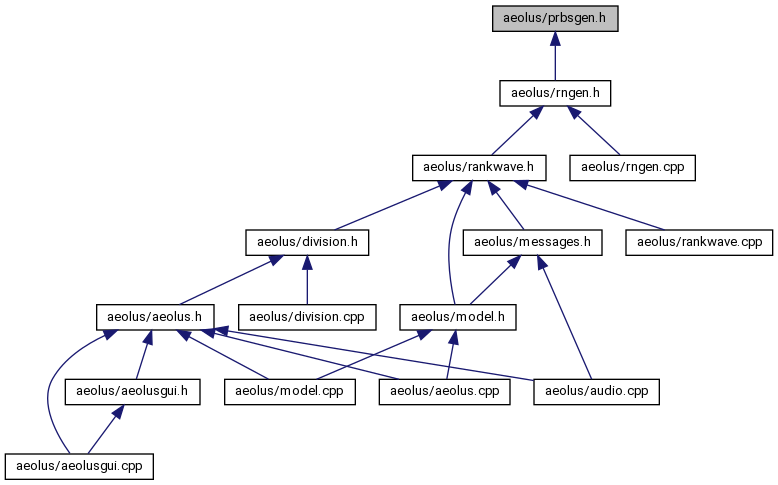 aeolus/prbsgen.h
aeolus/rngen.h
aeolus/rankwave.h
aeolus/rngen.cpp
aeolus/division.h
aeolus/messages.h
aeolus/rankwave.cpp
aeolus/aeolus.h
aeolus/division.cpp
aeolus/model.h
aeolus/aeolusgui.h
aeolus/model.cpp
aeolus/aeolus.cpp
aeolus/audio.cpp
aeolus/aeolusgui.cpp